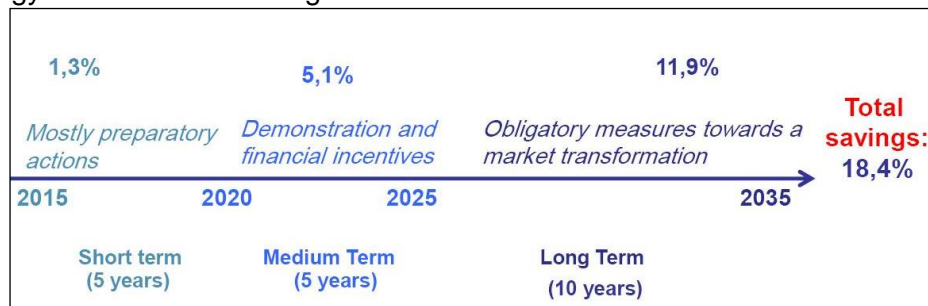 1,3%
5,1%
11,9%
Mostly preparatory
actions
Demonstration and
financial incentives
Obligatory measures towards a
market transformation
Total
savings:
18,4%
2015
2020
2025
2035
Short term
(5 years)
Medium Term
(5 years)
Long Term
(10 years)